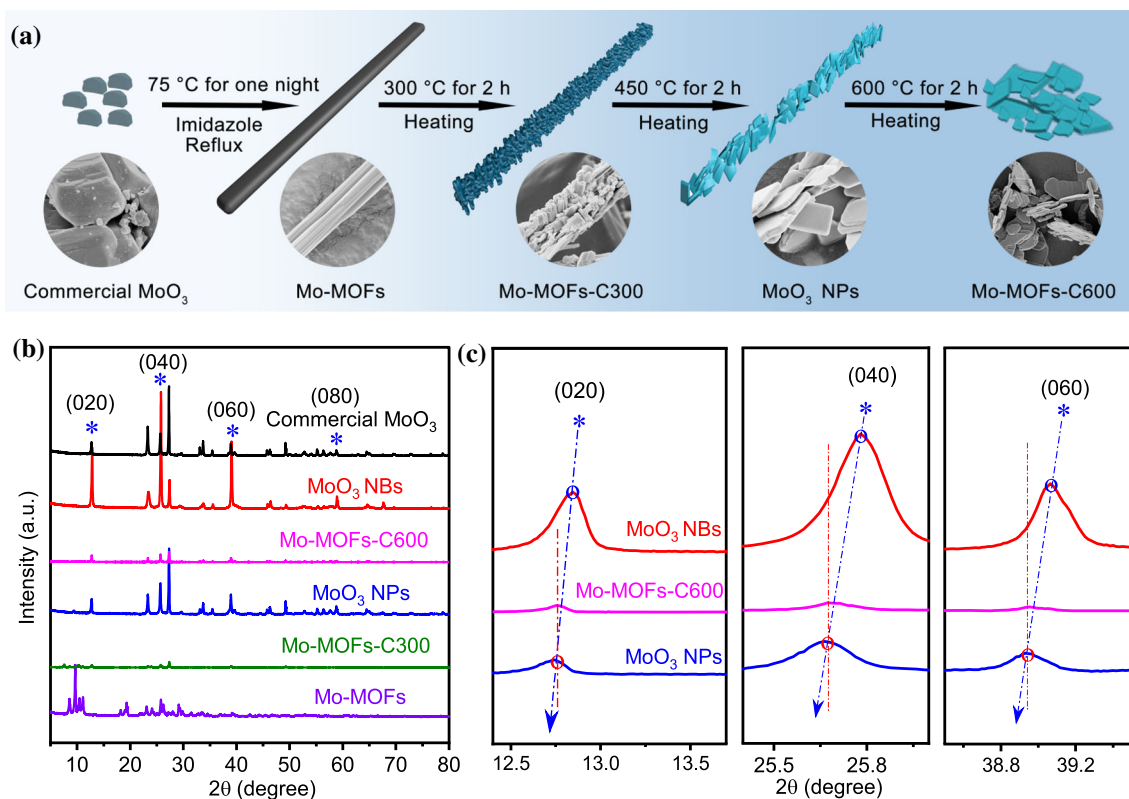 (a)
75 °C for one night
Imidazole
Reflux
300 °C for 2 h
Heating
450 °C for 2 h
Heating
600 °C for 2 h
Heating
Commercial MoO₃
Mo-MOFs
Mo-MOFs-C300
MoO₃ NPs
Mo-MOFs-C600
(b)
(020)
*
(040)
*
(060)
*
(080)
*
Commercial MoO₃
MoO₃ NBs
Mo-MOFs-C600
MoO₃ NPs
Mo-MOFs-C300
Mo-MOFs
Intensity (a.u.)
10 20 30 40 50 60 70 80
2θ (degree)
(c)
(020)
*
(040)
*
(060)
*
MoO₃ NBs
Mo-MOFs-C600
MoO₃ NPs
12.5 13.0 13.5
25.5 25.8
38.8 39.2
2θ (degree)